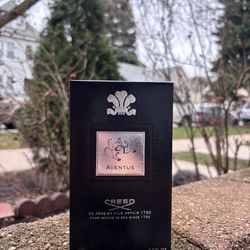 AVENTUS
CREED
DE PÈRE EN FILS DEPUIS 1760
FROM FATHER TO SON SINCE 1760